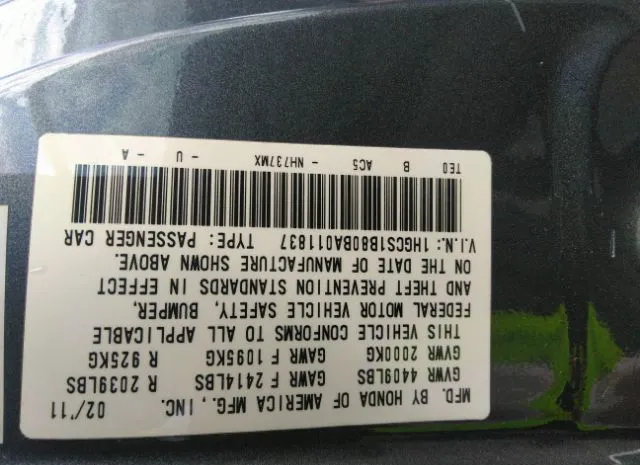 MFD. BY HONDA OF AMERICA MFG., INC. 02/'11
GVWR 4409LBS GAWR F 2414LBS R 2039LBS
GVWR 2000KG GAWR F 1095KG R 925KG
THIS VEHICLE CONFORMS TO ALL APPLICABLE
FEDERAL MOTOR VEHICLE SAFETY, BUMPER,
AND THEFT PREVENTION STANDARDS IN EFFECT
ON THE DATE OF MANUFACTURE SHOWN ABOVE.
V.I.N.: 1HGCS1B80BA011837 TYPE: PASSENGER CAR
TE0 B AC5 - NH737MX - U - A